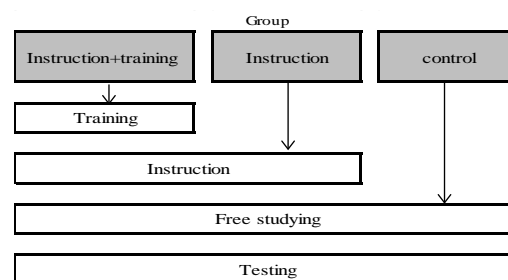 Group
Instruction+training
Instruction
control
Training
Instruction
Free studying
Testing